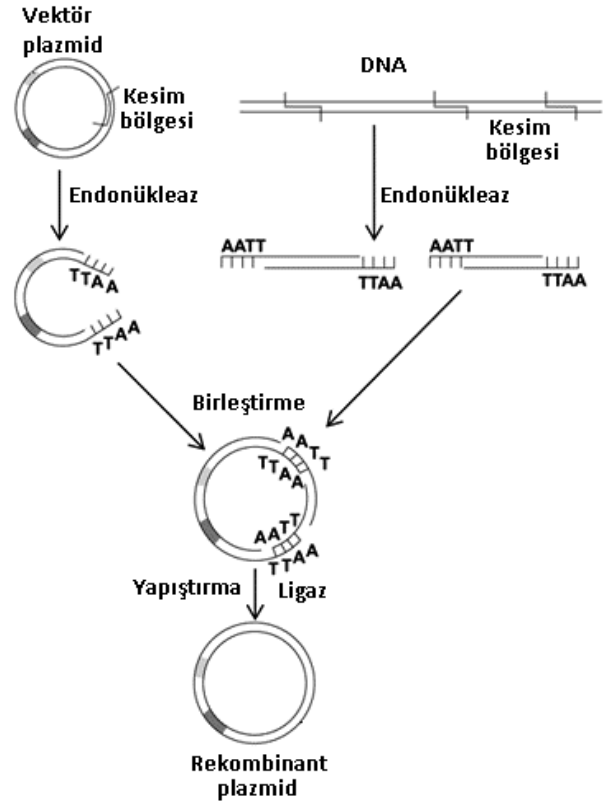 Vektör
plazmid
DNA
Kesim
bölgesi
Kesim
bölgesi
Endonükleaz
Endonükleaz
AATT
AATT
TTAA
TTAA
TTAA
TTAA
Birleştirme
AATT
TTAA
AATT
TTAA
Yapıştırma
Ligaz
Rekombinant
plazmid